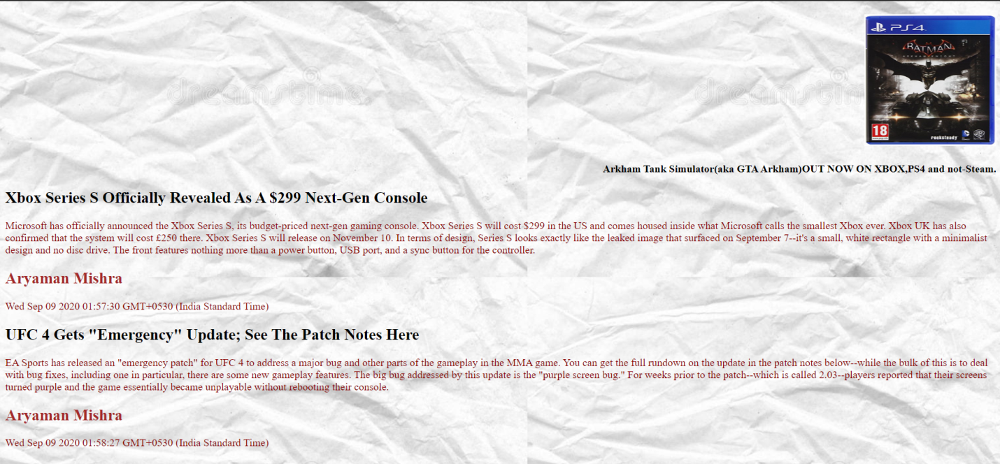 dreamstime
dreamstime
PS4
BATMAN
ARKHAM KNIGHT
18
rocksteady
Arkham Tank Simulator(aka GTA Arkham)OUT NOW ON XBOX,PS4 and not-Steam.
Xbox Series S Officially Revealed As A $299 Next-Gen Console
Microsoft has officially announced the Xbox Series S, its budget-priced next-gen gaming console. Xbox Series S will cost $299 in the US and comes housed inside what Microsoft calls the smallest Xbox ever. Xbox UK has also
confirmed that the system will cost £250 there. Xbox Series S will release on November 10. In terms of design, Series S looks exactly like the leaked image that surfaced on September 7--it's a small, white rectangle with a minimalist
design and no disc drive. The front features nothing more than a power button, USB port, and a sync button for the controller.
Aryaman Mishra
Wed Sep 09 2020 01:57:30 GMT+0530 (India Standard Time)
UFC 4 Gets "Emergency" Update; See The Patch Notes Here
EA Sports has released an "emergency patch" for UFC 4 to address a major bug and other parts of the gameplay in the MMA game. You can get the full rundown on the update in the patch notes below--while the bulk of this is to deal
with bug fixes, including one in particular, there are some new gameplay features. The big bug addressed by this update is the "purple screen bug." For weeks prior to the patch--which is called 2.03--players reported that their screens
turned purple and the game essentially became unplayable without rebooting their console.
Aryaman Mishra
Wed Sep 09 2020 01:58:27 GMT+0530 (India Standard Time)